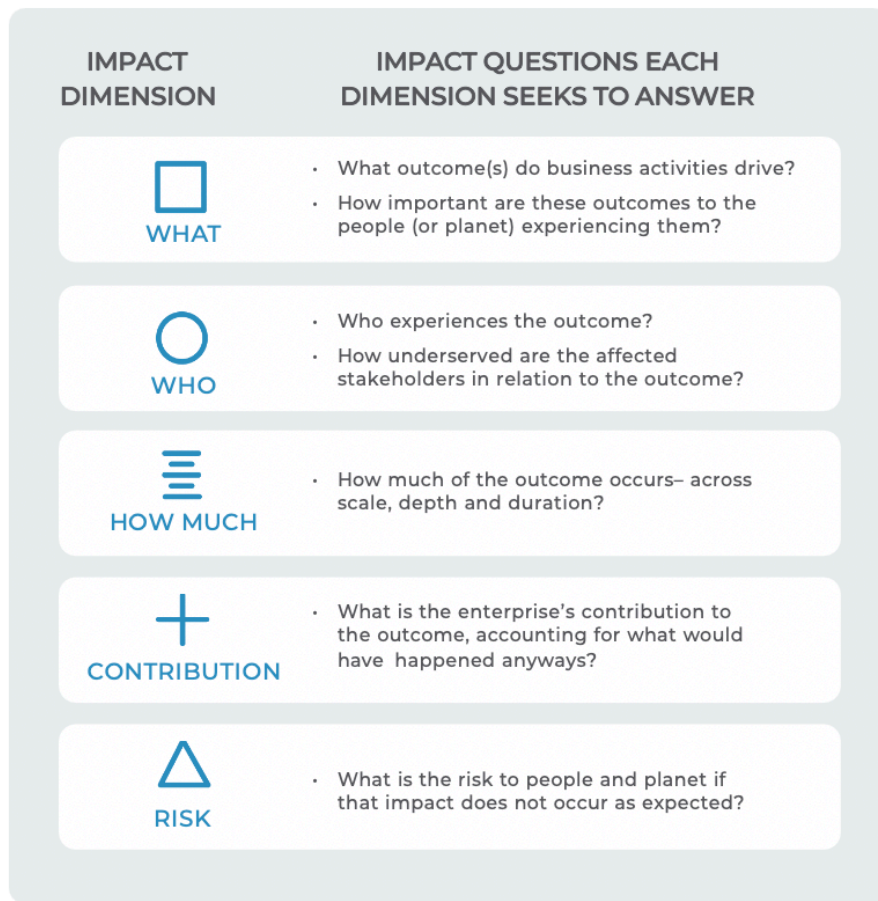 IMPACT
DIMENSION
IMPACT QUESTIONS EACH
DIMENSION SEEKS TO ANSWER
WHAT
• What outcome(s) do business activities drive?
• How important are these outcomes to the
people (or planet) experiencing them?
WHO
• Who experiences the outcome?
• How underserved are the affected
stakeholders in relation to the outcome?
HOW MUCH
• How much of the outcome occurs– across
scale, depth and duration?
CONTRIBUTION
• What is the enterprise’s contribution to
the outcome, accounting for what would
have happened anyways?
RISK
• What is the risk to people and planet if
that impact does not occur as expected?